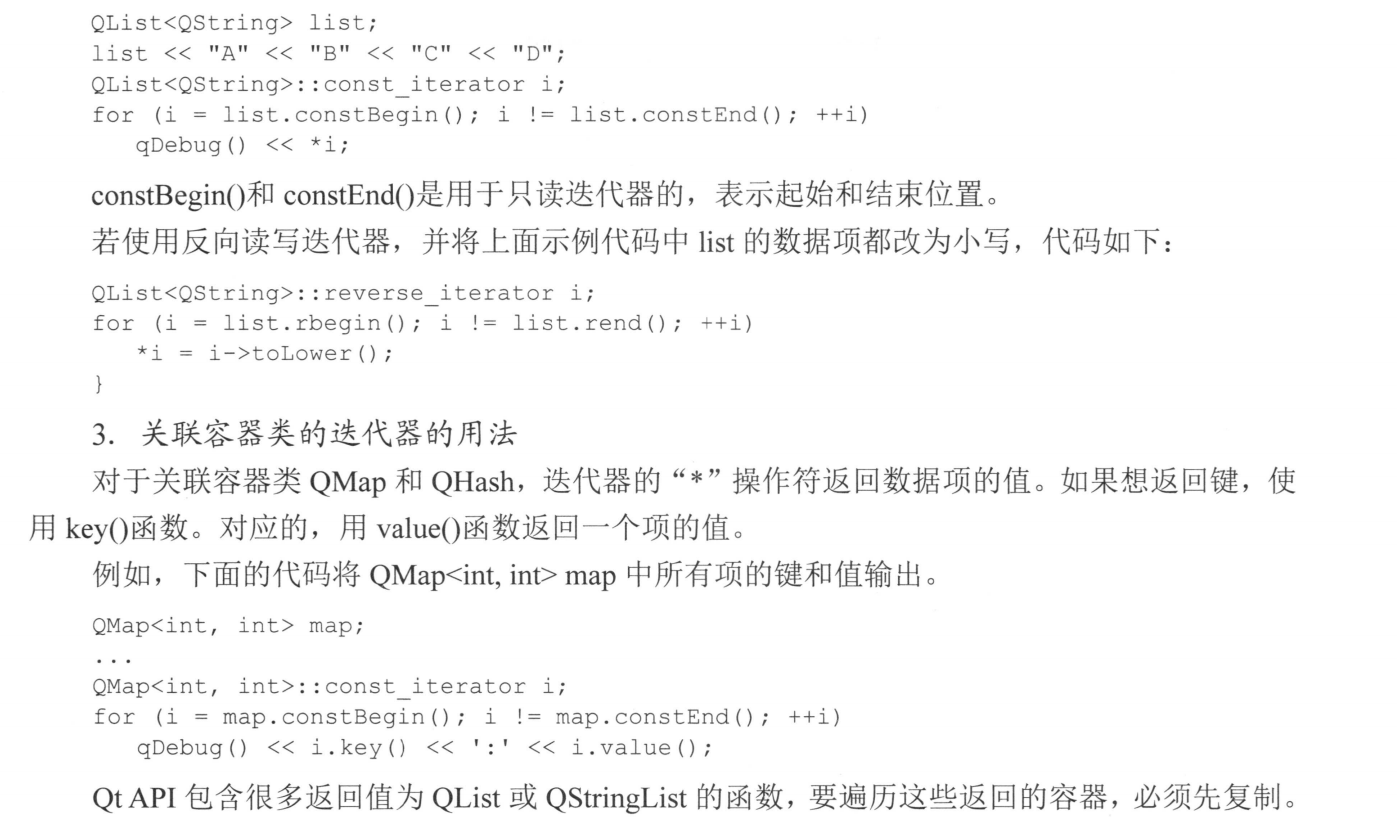 QList<QString> list;
list << "A" << "B" << "C" << "D";
QList<QString>::const_iterator i;
for (i = list.constBegin(); i != list.constEnd(); ++i)
   qDebug() << *i;
constBegin()和 constEnd()是用于只读迭代器的，表示起始和结束位置。
若使用反向读写迭代器，并将上面示例代码中 list 的数据项都改为小写，代码如下：
QList<QString>::reverse_iterator i;
for (i = list.rbegin(); i != list.rend(); ++i)
   *i = i->toLower();
}
3. 关联容器类的迭代器的用法
对于关联容器类 QMap 和 QHash，迭代器的“*”操作符返回数据项的值。如果想返回键，使
用 key()函数。对应的，用 value()函数返回一个项的值。
例如，下面的代码将 QMap<int, int> map 中所有项的键和值输出。
QMap<int, int> map;
...
QMap<int, int>::const_iterator i;
for (i = map.constBegin(); i != map.constEnd(); ++i)
   qDebug() << i.key() << ':' << i.value();
Qt API 包含很多返回值为 QList 或 QStringList 的函数，要遍历这些返回的容器，必须先复制。